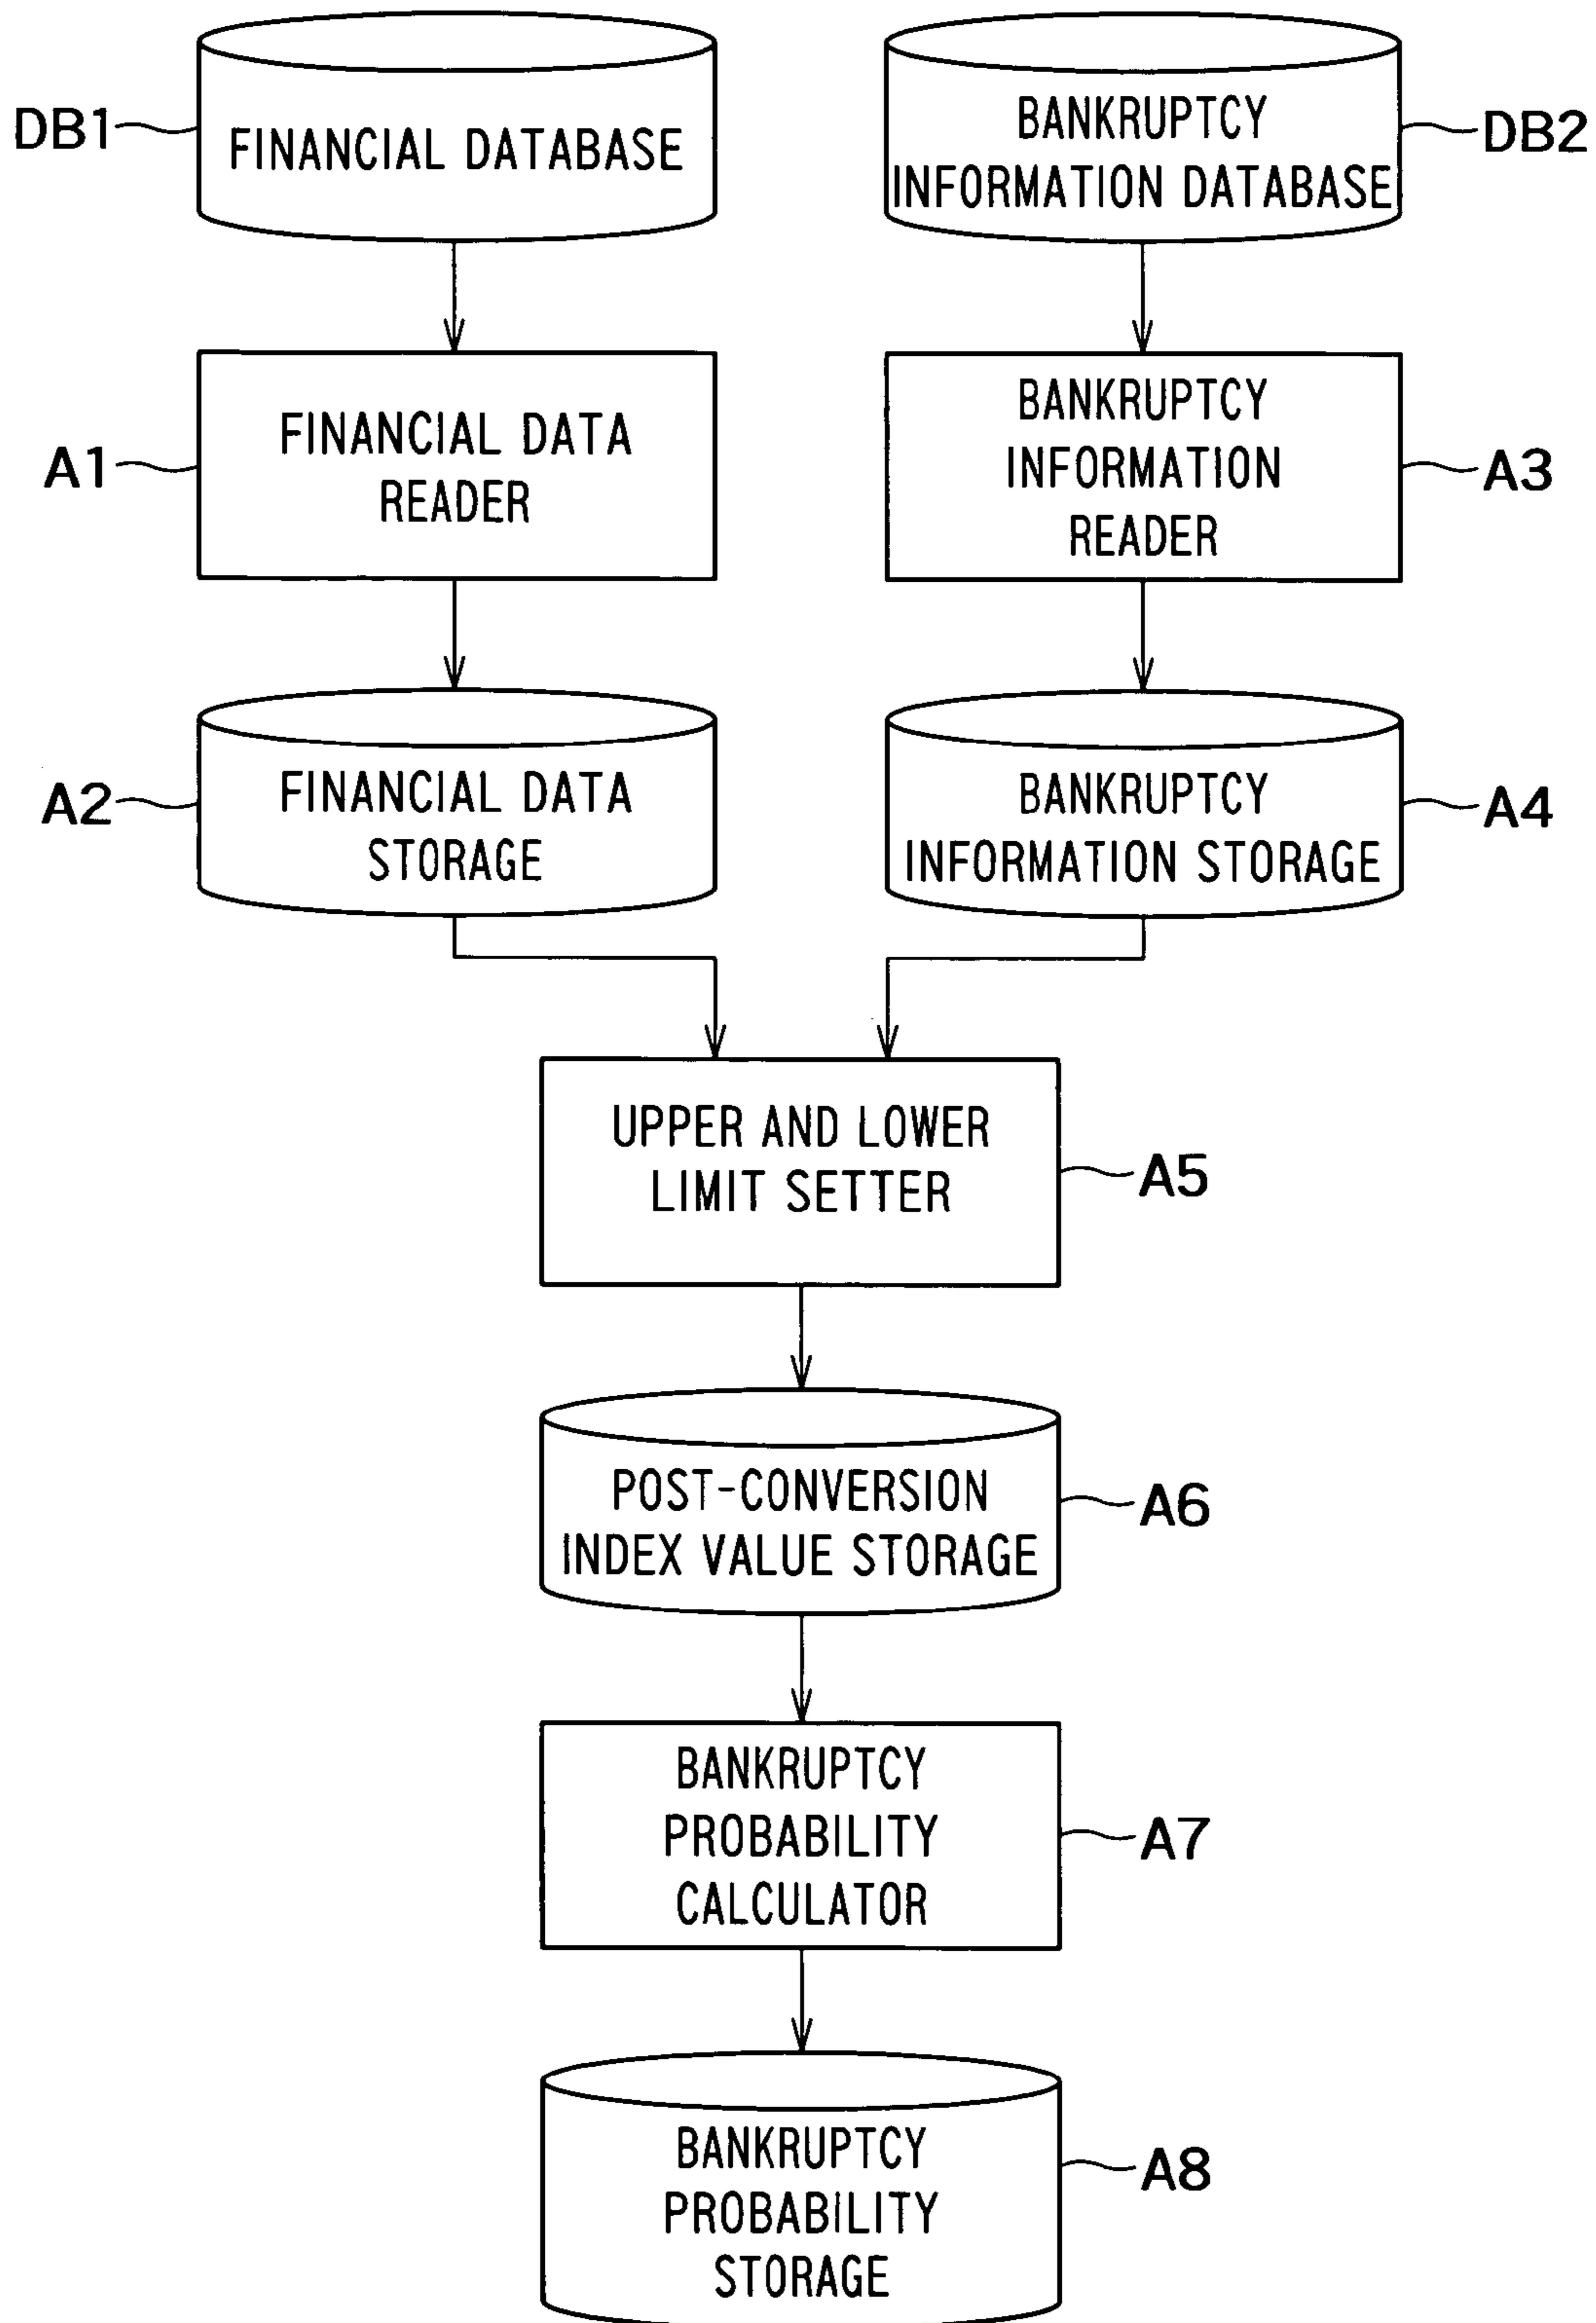 DB1
FINANCIAL DATABASE
BANKRUPTCY
INFORMATION DATABASE
DB2
A1
FINANCIAL DATA
READER
BANKRUPTCY
INFORMATION
READER
A3
A2
FINANCIAL DATA
STORAGE
BANKRUPTCY
INFORMATION STORAGE
A4
UPPER AND LOWER
LIMIT SETTER
A5
POST-CONVERSION
INDEX VALUE STORAGE
A6
BANKRUPTCY
PROBABILITY
CALCULATOR
A7
BANKRUPTCY
PROBABILITY
STORAGE
A8